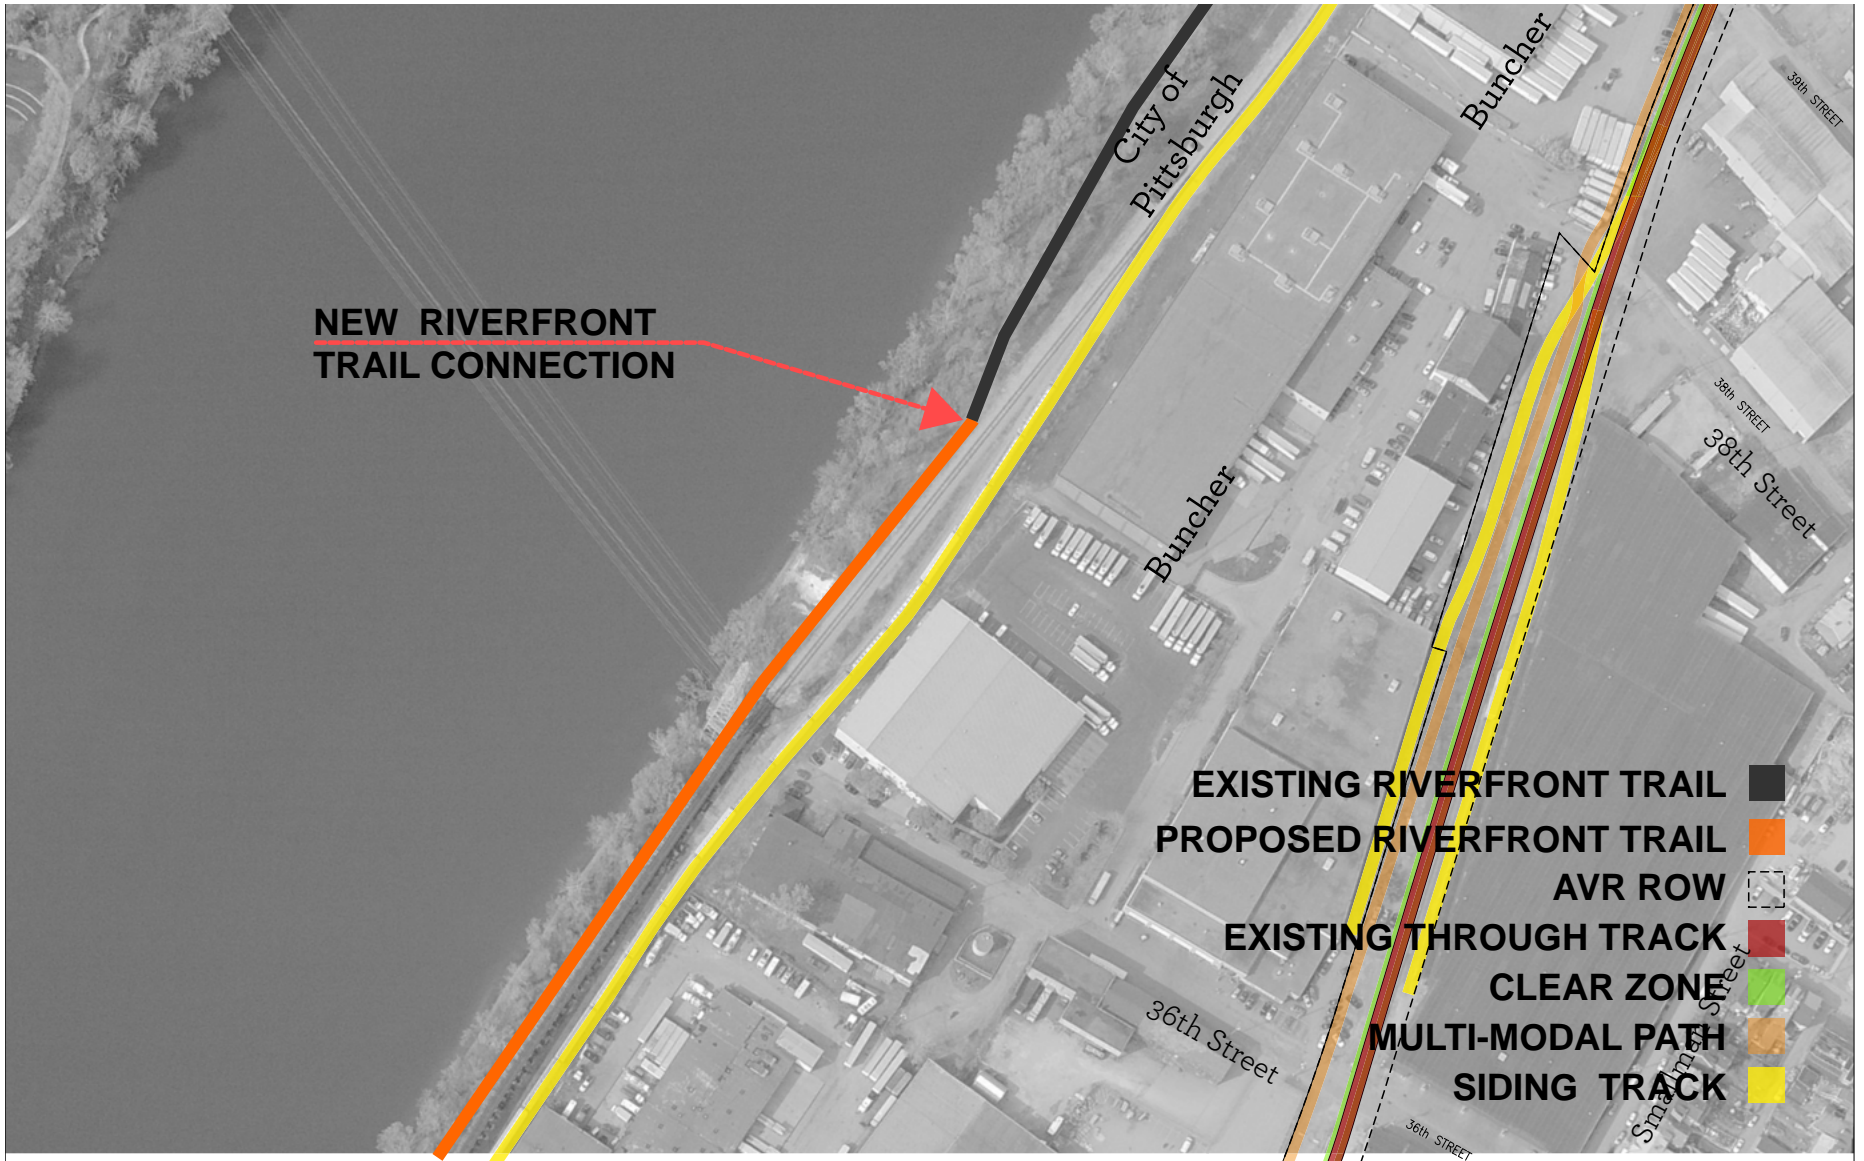 Buncher
39th STREET
City of
Pittsburgh
NEW RIVERFRONT
TRAIL CONNECTION
38th STREET
38th Street
Buncher
EXISTING RIVERFRONT TRAIL
PROPOSED RIVERFRONT TRAIL
AVR ROW
EXISTING THROUGH TRACK
CLEAR ZONE
MULTI-MODAL PATH
SIDING TRACK
Smallman Street
36th Street
36th STREET